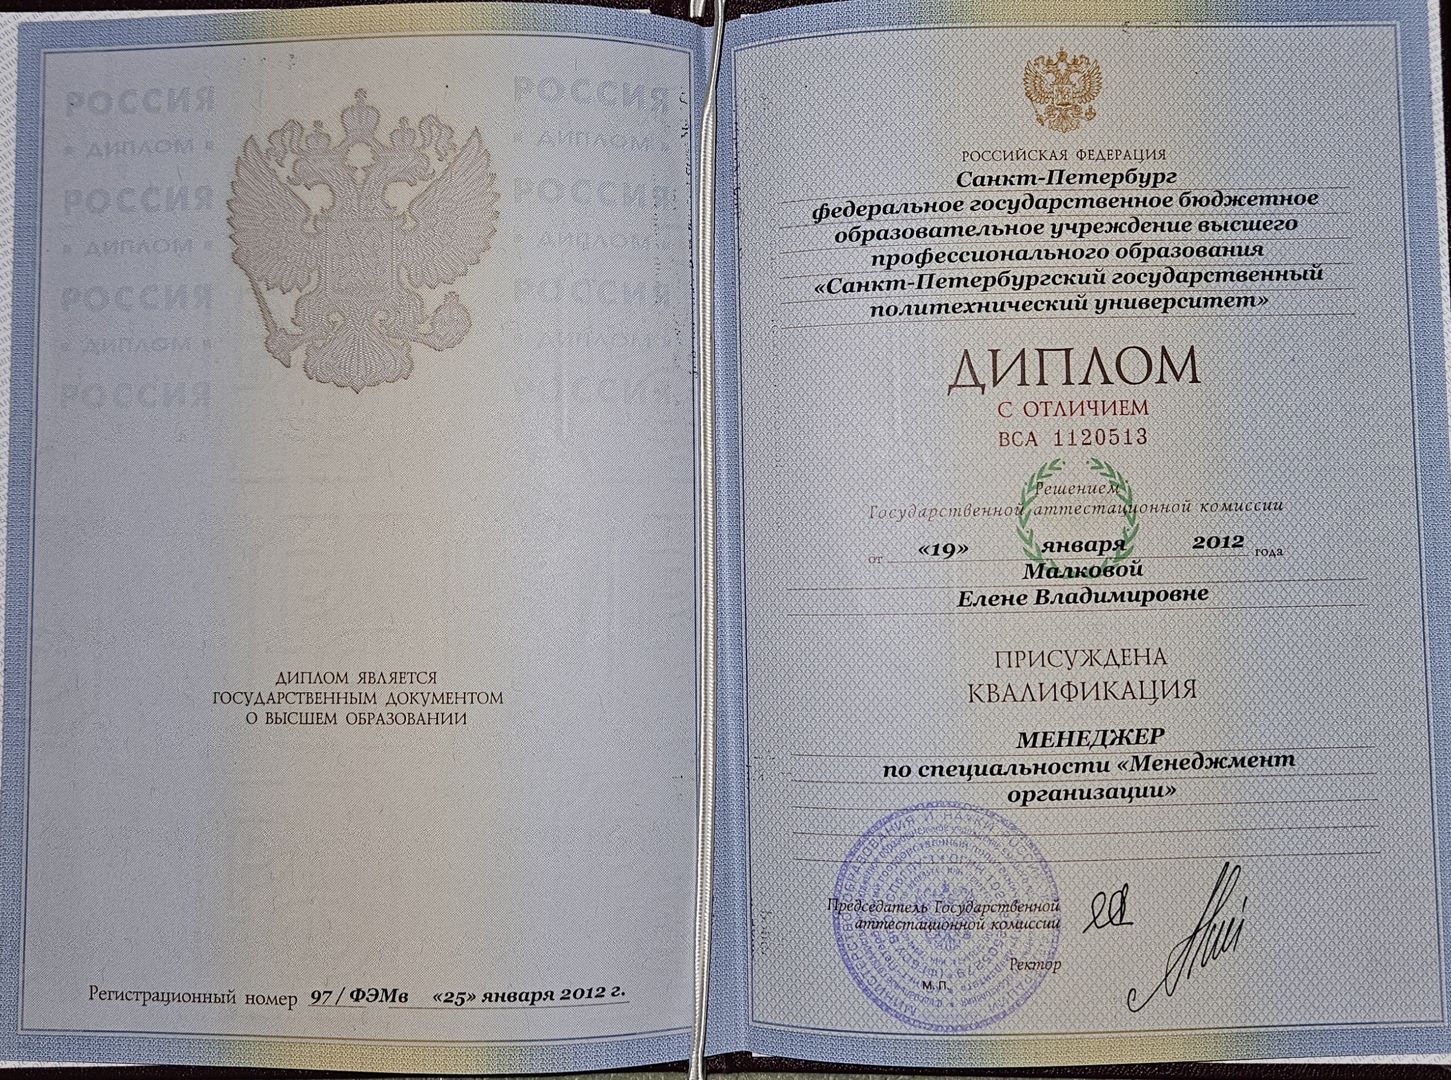 РОССИЯ
« ДИПЛОМ »
РОССИЯ
« ДИПЛОМ »
РОССИЯ
« ДИПЛОМ »
РОССИЯ
РОССИЯ
« ДИПЛОМ »
РОССИЯ
« ДИПЛОМ »
РОССИЯ
« ДИПЛОМ »
РОССИЯ
ДИПЛОМ ЯВЛЯЕТСЯ
ГОСУДАРСТВЕННЫМ ДОКУМЕНТОМ
О ВЫСШЕМ ОБРАЗОВАНИИ
Регистрационный номер 97 / ФЭМв «25» января 2012 г.
РОССИЙСКАЯ ФЕДЕРАЦИЯ
Санкт-Петербург
федеральное государственное бюджетное
образовательное учреждение высшего
профессионального образования
«Санкт-Петербургский государственный
политехнический университет»
ДИПЛОМ
С ОТЛИЧИЕМ
ВСА 1120513
Решением
Государственной аттестационной комиссии
от «19» января 2012 года
Малковой
Елене Владимировне
ПРИСУЖДЕНА
КВАЛИФИКАЦИЯ
МЕНЕДЖЕР
по специальности «Менеджмент
организации»
Председатель Государственной
аттестационной комиссии
Ректор
М. П.